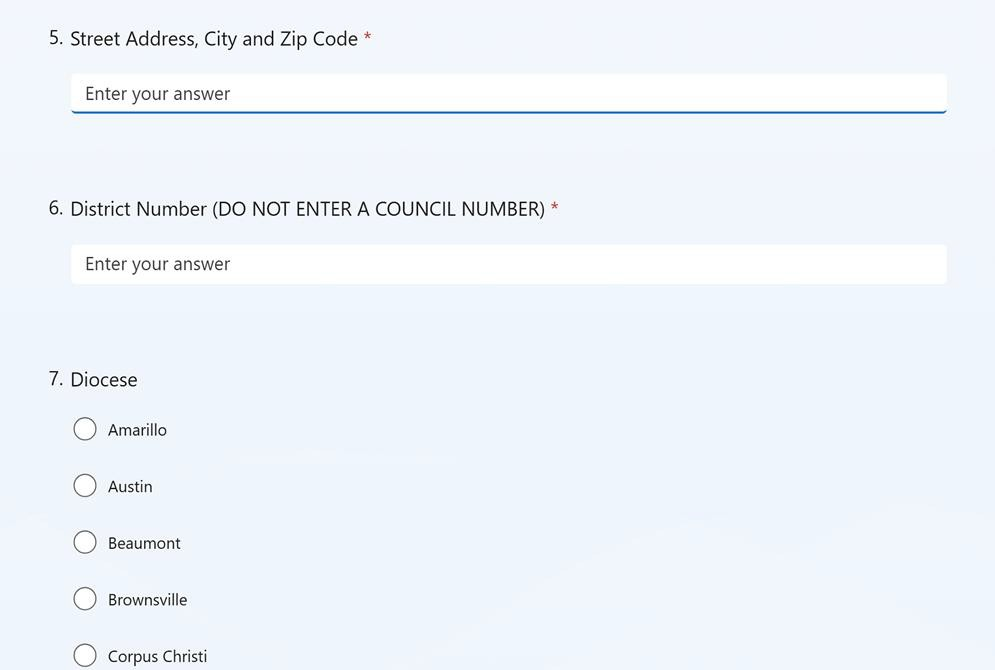 5. Street Address, City and Zip Code *
Enter your answer
6. District Number (DO NOT ENTER A COUNCIL NUMBER) *
Enter your answer
7. Diocese
Amarillo
Austin
Beaumont
Brownsville
Corpus Christi